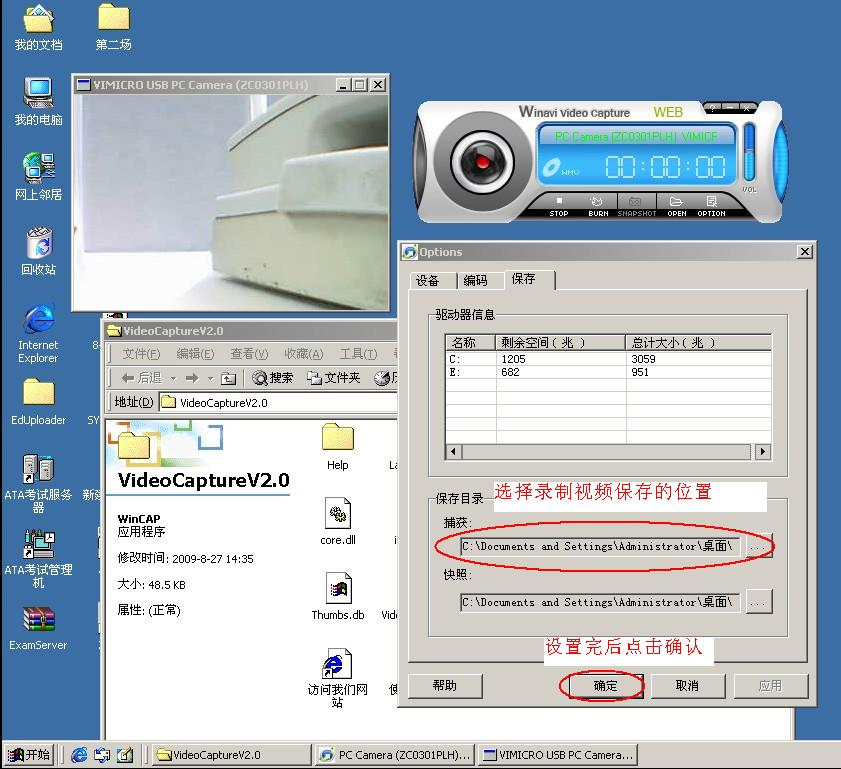 我的文档
第二场
我的电脑
网上邻居
回收站
Internet
Explorer
EdUploader
ATA考试服务
器
ATA考试管理
机
ExamServer
VIMICRO USB PC Camera (ZC0301PLH)
Winavi Video Capture WEB
PC Camera (ZC0301PLH) VIMICR
WMV 00:00:00
VOL
STOP BURN SNAPSHOT OPEN OPTION
VideoCaptureV2.0
文件(F) 编辑(E) 查看(V) 收藏(A) 工具(T)
后退 搜索 文件夹
地址(D) VideoCaptureV2.0
VideoCaptureV2.0
WinCAP
应用程序
修改时间: 2009-8-27 14:35
大小: 48.5 KB
属性: (正常)
Help
core.dll
Thumbs.db
访问我们网
站
Options
设备 编码 保存
驱动器信息
名称 剩余空间 ( 兆 ) 总计大小 ( 兆 )
C: 1205 3059
E: 682 951
选择录制视频保存的位置
保存目录
捕获:
C:\Documents and Settings\Administrator\桌面\ ...
快照:
C:\Documents and Settings\Administrator\桌面\ ...
设置完后点击确认
帮助 确定 取消 应用
开始 VideoCaptureV2.0 PC Camera (ZC0301PLH)... VIMICRO USB PC Camera...